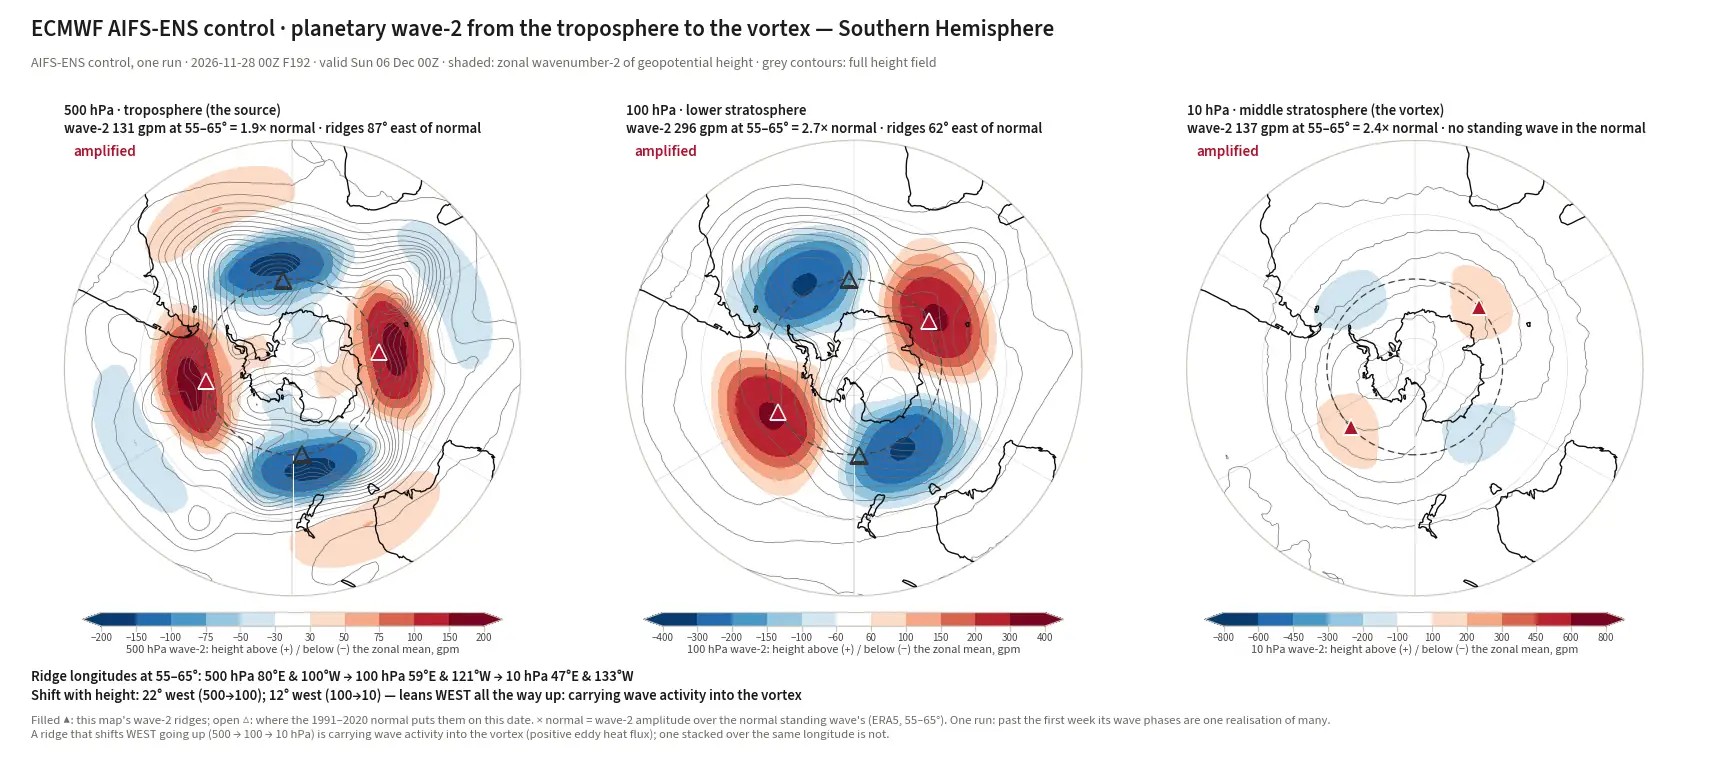 ECMWF AIFS-ENS control · planetary wave-2 from the troposphere to the vortex — Southern Hemisphere
AIFS-ENS control, one run · 2026-11-28 00Z F192 · valid Sun 06 Dec 00Z · shaded: zonal wavenumber-2 of geopotential height · grey contours: full height field
500 hPa · troposphere (the source)
wave-2 131 gpm at 55–65° = 1.9× normal · ridges 87° east of normal
amplified
100 hPa · lower stratosphere
wave-2 296 gpm at 55–65° = 2.7× normal · ridges 62° east of normal
amplified
10 hPa · middle stratosphere (the vortex)
wave-2 137 gpm at 55–65° = 2.4× normal · no standing wave in the normal
amplified
−200 −150 −100 −75 −50 −30 30 50 75 100 150 200
500 hPa wave-2: height above (+) / below (−) the zonal mean, gpm
−400 −300 −200 −150 −100 −60 60 100 150 200 300 400
100 hPa wave-2: height above (+) / below (−) the zonal mean, gpm
−800 −600 −450 −300 −200 −100 100 200 300 450 600 800
10 hPa wave-2: height above (+) / below (−) the zonal mean, gpm
Ridge longitudes at 55–65°: 500 hPa 80°E & 100°W → 100 hPa 59°E & 121°W → 10 hPa 47°E & 133°W
Shift with height: 22° west (500→100); 12° west (100→10) — leans WEST all the way up: carrying wave activity into the vortex
Filled ▲: this map's wave-2 ridges; open △: where the 1991–2020 normal puts them on this date. × normal = wave-2 amplitude over the normal standing wave's (ERA5, 55–65°). One run: past the first week its wave phases are one realisation of many.
A ridge that shifts WEST going up (500 → 100 → 10 hPa) is carrying wave activity into the vortex (positive eddy heat flux); one stacked over the same longitude is not.